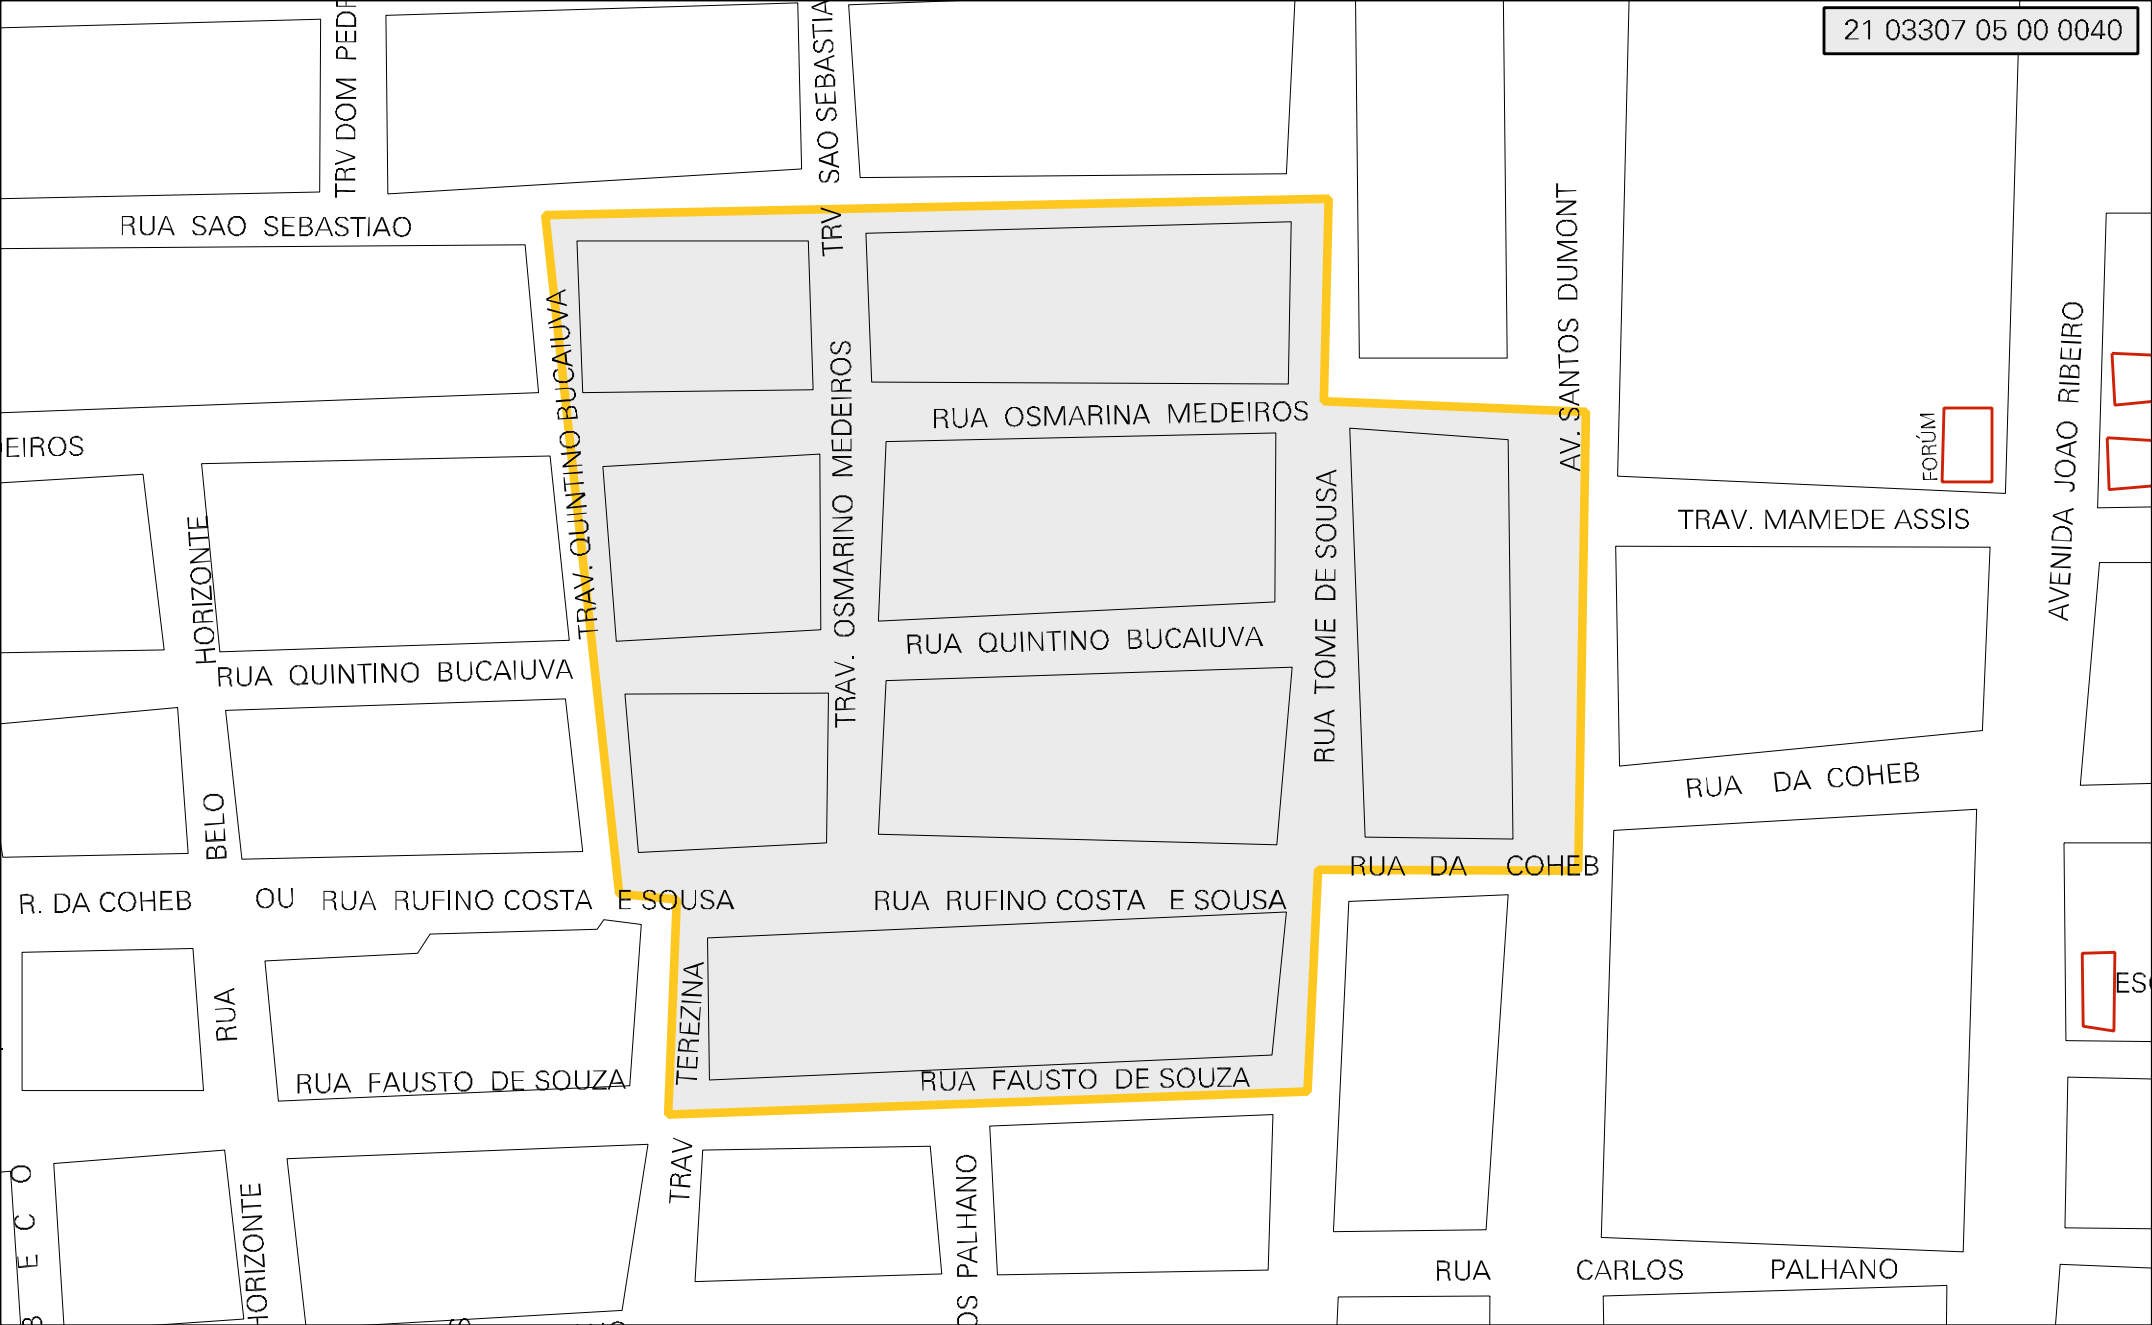 21 03307 05 00 0040
TRV DOM
SAO
TRV
RUA SAO SEBASTIAO
TRAV. QUINTINO BUCAIUVA
TRAV. OSMARINO MEDEIROS
RUA OSMARINA MEDEIROS
AV. SANTOS DUMONT
FORÚM
AVENIDA JOAO RIBEIRO
EIROS
HORIZONTE
RUA TOME DE SOUSA
TRAV. MAMEDE ASSIS
RUA QUINTINO BUCAIUVA
RUA QUINTINO BUCAIUVA
BELO
RUA DA COHEB
RUA DA COHEB
R. DA COHEB OU RUA RUFINO COSTA E SOUSA
RUA RUFINO COSTA E SOUSA
RUA
TEREZINA
RUA FAUSTO DE SOUZA
RUA FAUSTO DE SOUZA
TRAV
BECO
HORIZONTE
OS PALHANO
RUA CARLOS PALHANO